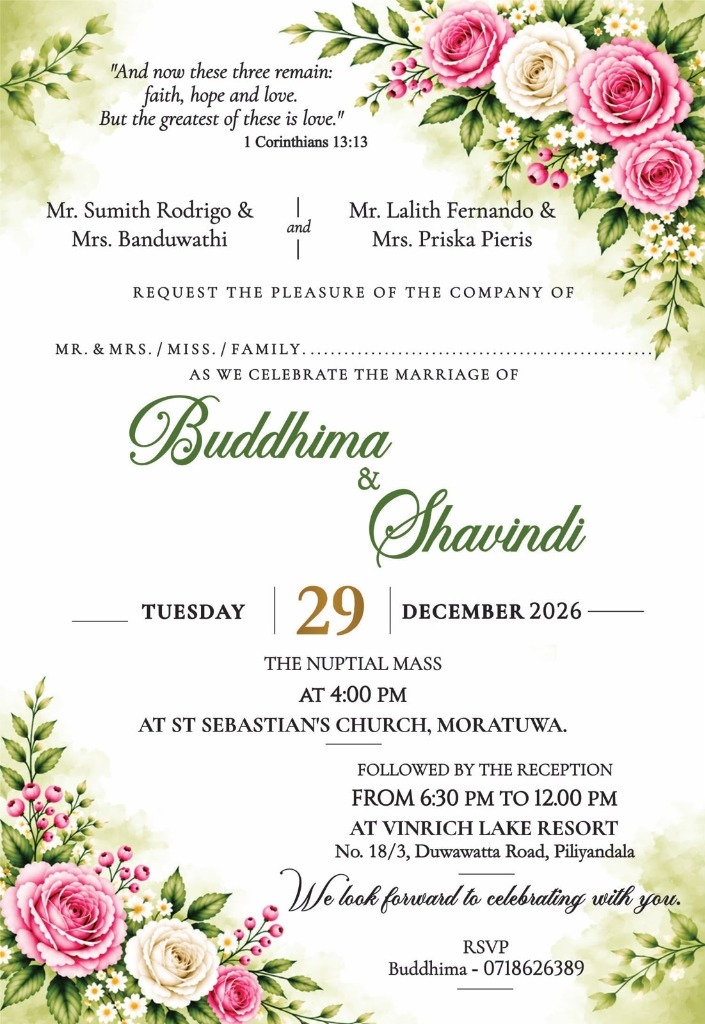 "And now these three remain:
faith, hope and love.
But the greatest of these is love."
1 Corinthians 13:13
Mr. Sumith Rodrigo &
Mrs. Banduwathi
and
Mr. Lalith Fernando &
Mrs. Priska Pieris
REQUEST THE PLEASURE OF THE COMPANY OF
MR. & MRS. / MISS. / FAMILY......................................................
AS WE CELEBRATE THE MARRIAGE OF
Buddhima
&
Shavindi
TUESDAY | 29 | DECEMBER 2026
THE NUPTIAL MASS
AT 4:00 PM
AT ST SEBASTIAN'S CHURCH, MORATUWA.
FOLLOWED BY THE RECEPTION
FROM 6:30 PM TO 12.00 PM
AT VINRICH LAKE RESORT
No. 18/3, Duwawatta Road, Piliyandala
We look forward to celebrating with you.
RSVP
Buddhima - 0718626389